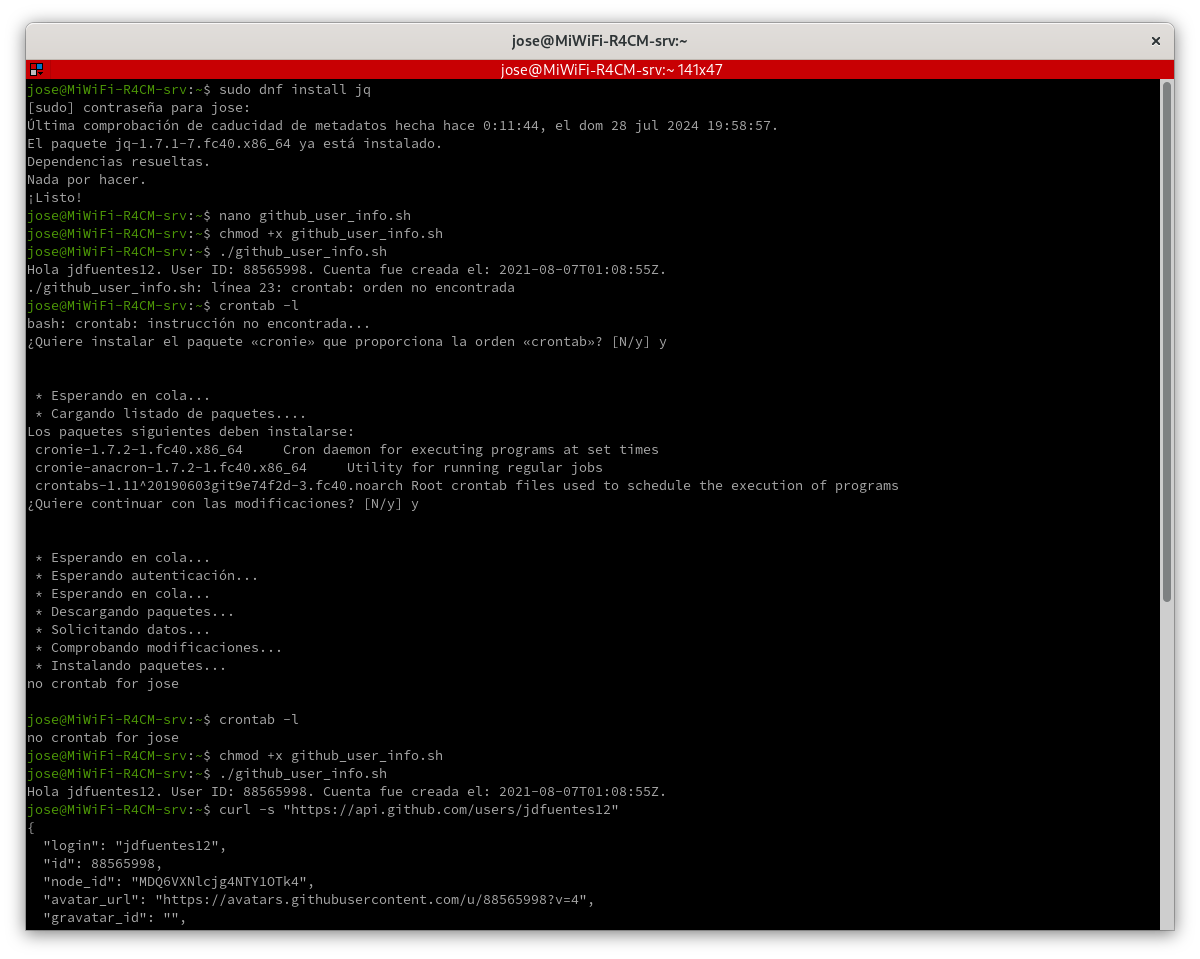 jose@MiWiFi-R4CM-srv:~
jose@MiWiFi-R4CM-srv:~ 141x47
jose@MiWiFi-R4CM-srv:~$ sudo dnf install jq
[sudo] contraseña para jose:
Última comprobación de caducidad de metadatos hecha hace 0:11:44, el dom 28 jul 2024 19:58:57.
El paquete jq-1.7.1-7.fc40.x86_64 ya está instalado.
Dependencias resueltas.
Nada por hacer.
¡Listo!
jose@MiWiFi-R4CM-srv:~$ nano github_user_info.sh
jose@MiWiFi-R4CM-srv:~$ chmod +x github_user_info.sh
jose@MiWiFi-R4CM-srv:~$ ./github_user_info.sh
Hola jdfuentes12. User ID: 88565998. Cuenta fue creada el: 2021-08-07T01:08:55Z.
./github_user_info.sh: línea 23: crontab: orden no encontrada
jose@MiWiFi-R4CM-srv:~$ crontab -l
bash: crontab: instrucción no encontrada...
¿Quiere instalar el paquete «cronie» que proporciona la orden «crontab»? [N/y] y
* Esperando en cola...
* Cargando listado de paquetes....
Los paquetes siguientes deben instalarse:
cronie-1.7.2-1.fc40.x86_64 Cron daemon for executing programs at set times
cronie-anacron-1.7.2-1.fc40.x86_64 Utility for running regular jobs
crontabs-1.11^20190603git9e74f2d-3.fc40.noarch Root crontab files used to schedule the execution of programs
¿Quiere continuar con las modificaciones? [N/y] y
* Esperando en cola...
* Esperando autenticación...
* Esperando en cola...
* Descargando paquetes...
* Solicitando datos...
* Comprobando modificaciones...
* Instalando paquetes...
no crontab for jose
jose@MiWiFi-R4CM-srv:~$ crontab -l
no crontab for jose
jose@MiWiFi-R4CM-srv:~$ chmod +x github_user_info.sh
jose@MiWiFi-R4CM-srv:~$ ./github_user_info.sh
Hola jdfuentes12. User ID: 88565998. Cuenta fue creada el: 2021-08-07T01:08:55Z.
jose@MiWiFi-R4CM-srv:~$ curl -s "https://api.github.com/users/jdfuentes12"
{
"login": "jdfuentes12",
"id": 88565998,
"node_id": "MDQ6VXNlcjg4NTY1OTk4",
"avatar_url": "https://avatars.githubusercontent.com/u/88565998?v=4",
"gravatar_id": "",